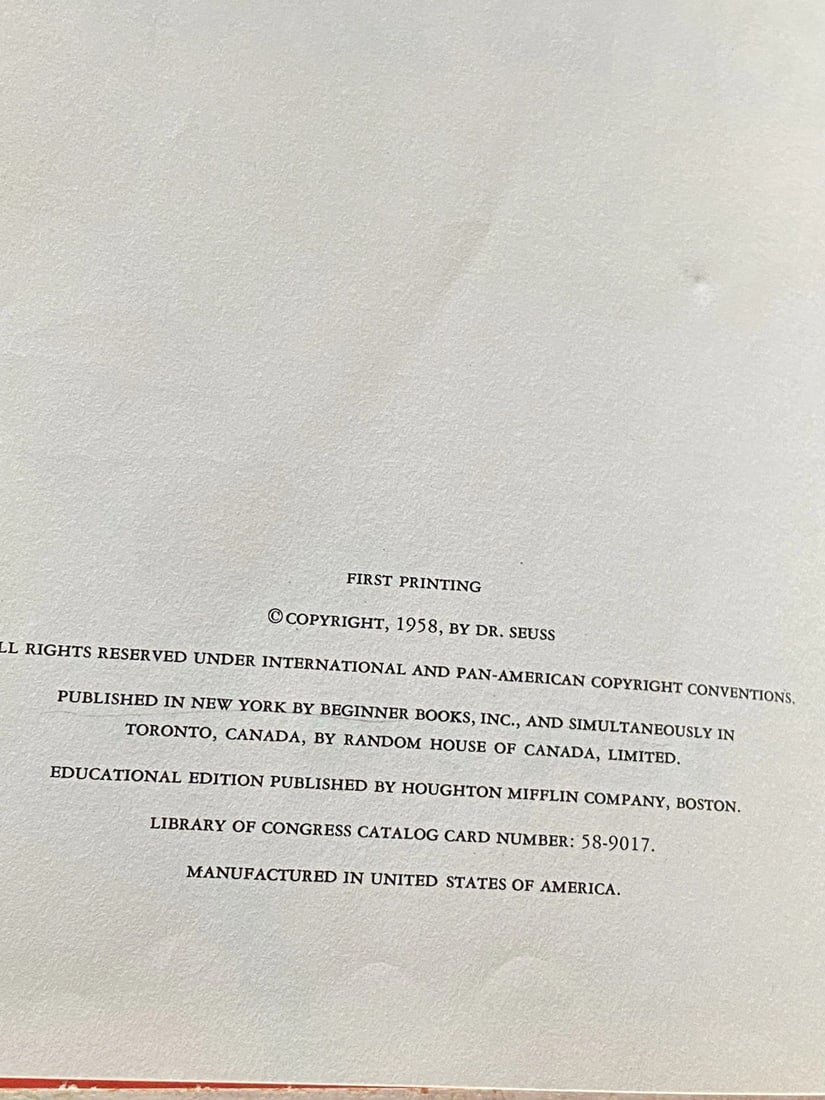 FIRST PRINTING
©COPYRIGHT, 1958, BY DR. SEUSS
LL RIGHTS RESERVED UNDER INTERNATIONAL AND PAN-AMERICAN COPYRIGHT CONVENTIONS.
PUBLISHED IN NEW YORK BY BEGINNER BOOKS, INC., AND SIMULTANEOUSLY IN
TORONTO, CANADA, BY RANDOM HOUSE OF CANADA, LIMITED.
EDUCATIONAL EDITION PUBLISHED BY HOUGHTON MIFFLIN COMPANY, BOSTON.
LIBRARY OF CONGRESS CATALOG CARD NUMBER: 58-9017.
MANUFACTURED IN UNITED STATES OF AMERICA.